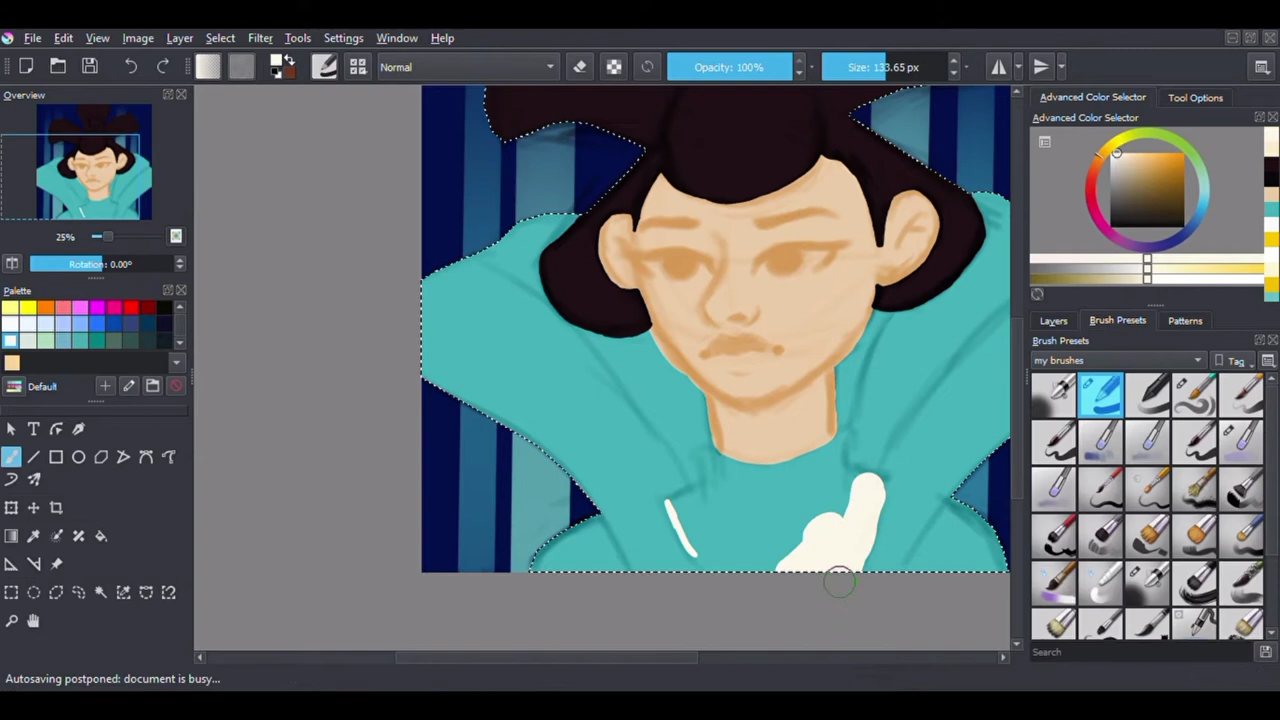 File Edit View Image Layer Select Filter Tools Settings Window Help
Normal Opacity: 100% Size: 133.65 px
Overview
25%
Rotation: 0.00°
Palette
Default
Autosaving postponed: document is busy...
Advanced Color Selector Tool Options
Advanced Color Selector
Layers Brush Presets Patterns
Brush Presets
my brushes Tag
Search